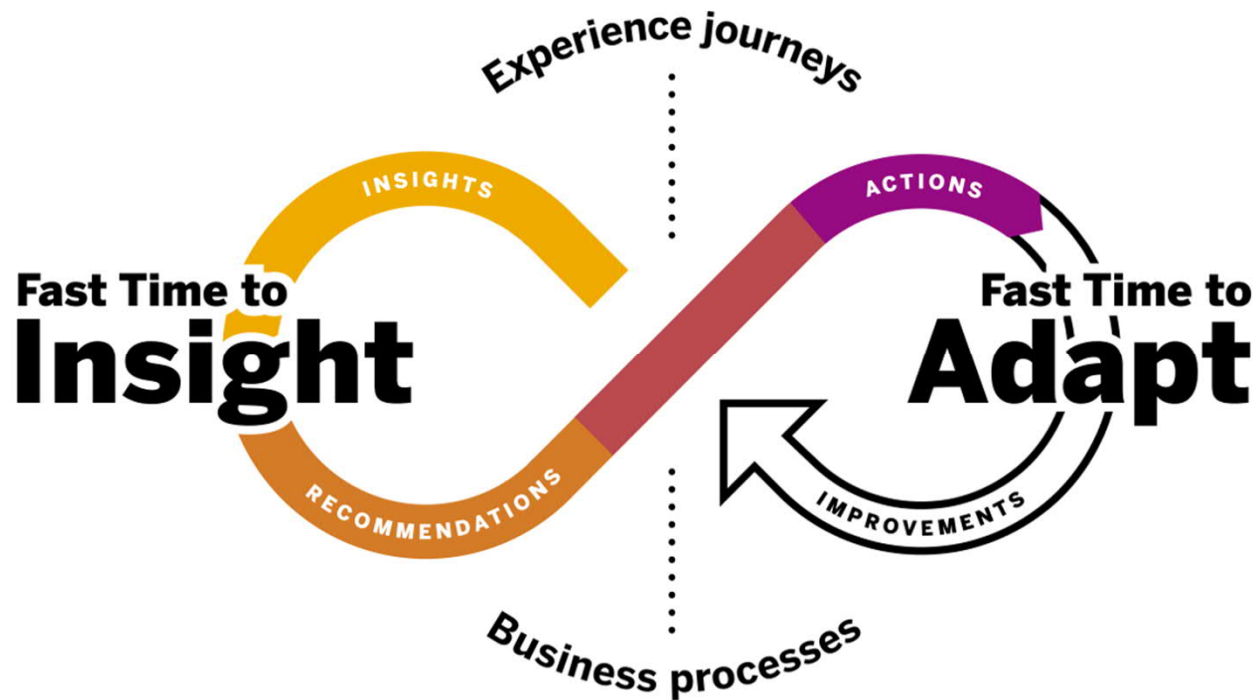 Experience journeys
INSIGHTS
ACTIONS
Fast Time to
Insight
Fast Time to
Adapt
RECOMMENDATIONS
IMPROVEMENTS
Business processes